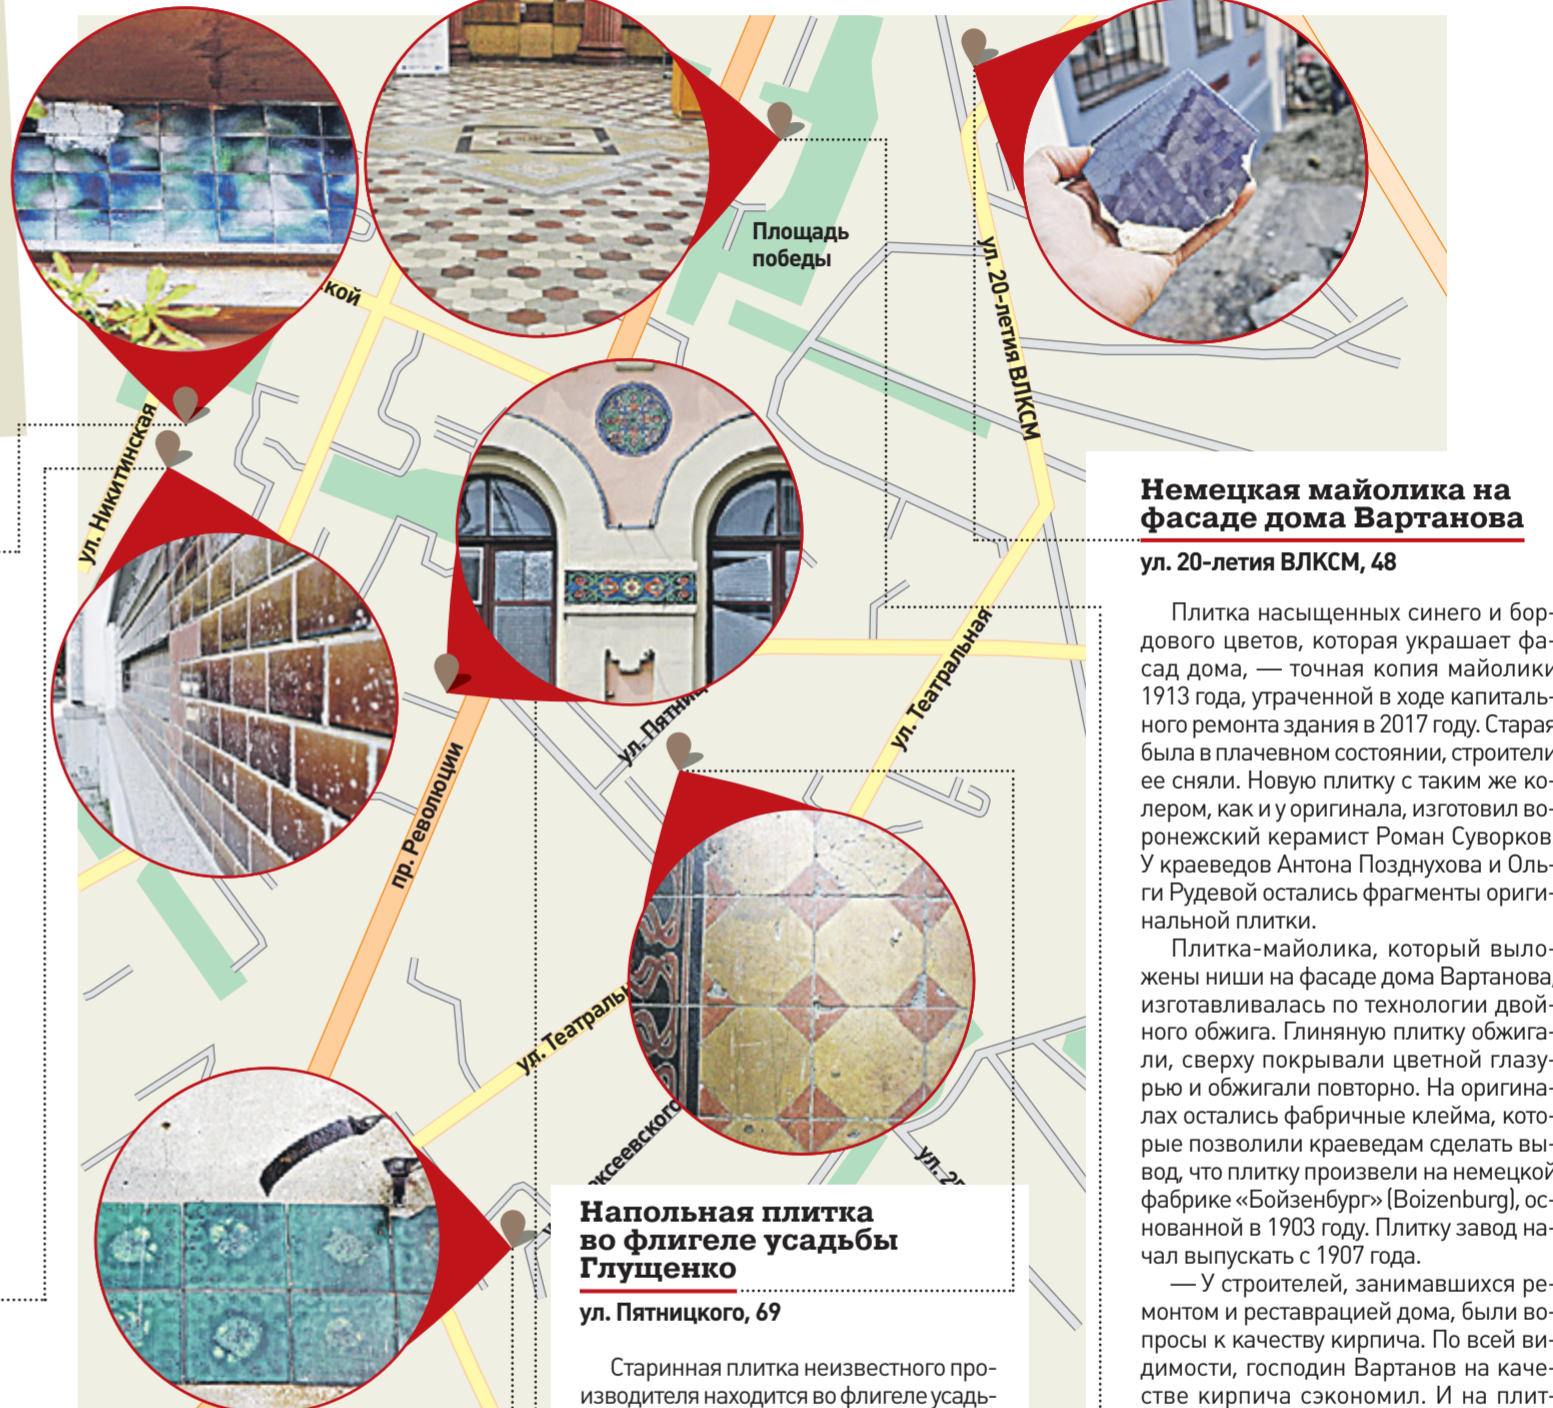 Площадь
победы
ул. 20-летия ВЛКСМ
кой
ул. Никитинская
ул. Театральная
ул. Пятниц
пр. Революции
ул. Театральн
ксеевского
ул. 25
Немецкая майолика на
фасаде дома Вартанова
ул. 20-летия ВЛКСМ, 48
Плитка насыщенных синего и бор-
дового цветов, которая украшает фа-
сад дома, — точная копия майолики
1913 года, утраченной в ходе капиталь-
ного ремонта здания в 2017 году. Старая
была в плачевном состоянии, строители
ее сняли. Новую плитку с таким же ко-
лером, как и у оригинала, изготовил во-
ронежский керамист Роман Суворков
У краеведов Антона Позднухова и Оль-
ги Рудевой остались фрагменты ориги-
нальной плитки.
Плитка-майолика, который выло-
жены ниши на фасаде дома Вартанова,
изготавливалась по технологии двой-
ного обжига. Глиняную плитку обжига-
ли, сверху покрывали цветной глазу-
рью и обжигали повторно. На оригина-
лах остались фабричные клейма, кото-
рые позволили краеведам сделать вы-
вод, что плитку произвели на немецкой
фабрике «Бойзенбург» (Boizenburg), ос-
нованной в 1903 году. Плитку завод на-
чал выпускать с 1907 года.
— У строителей, занимавшихся ре-
монтом и реставрацией дома, были во-
просы к качеству кирпича. По всей ви-
димости, господин Вартанов на каче-
стве кирпича сэкономил. И на плит-
Напольная плитка
во флигеле усадьбы
Глущенко
ул. Пятницкого, 69
Старинная плитка неизвестного про-
изводителя находится во флигеле усадь-